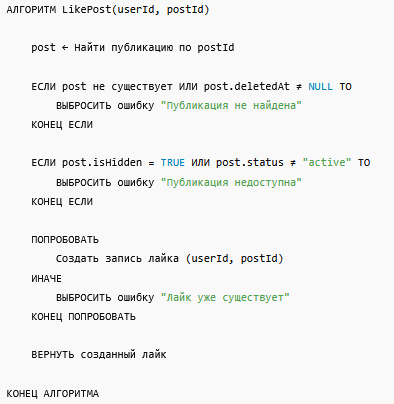 АЛГОРИТМ LikePost(userId, postId)
post ← Найти публикацию по postId
ЕСЛИ post не существует ИЛИ post.deletedAt ≠ NULL ТО
ВЫБРОСИТЬ ошибку "Публикация не найдена"
КОНЕЦ ЕСЛИ
ЕСЛИ post.isHidden = TRUE ИЛИ post.status ≠ "active" ТО
ВЫБРОСИТЬ ошибку "Публикация недоступна"
КОНЕЦ ЕСЛИ
ПОПРОБОВАТЬ
Создать запись лайка (userId, postId)
ИНАЧЕ
ВЫБРОСИТЬ ошибку "Лайк уже существует"
КОНЕЦ ПОПРОБОВАТЬ
ВЕРНУТЬ созданный лайк
КОНЕЦ АЛГОРИТМА